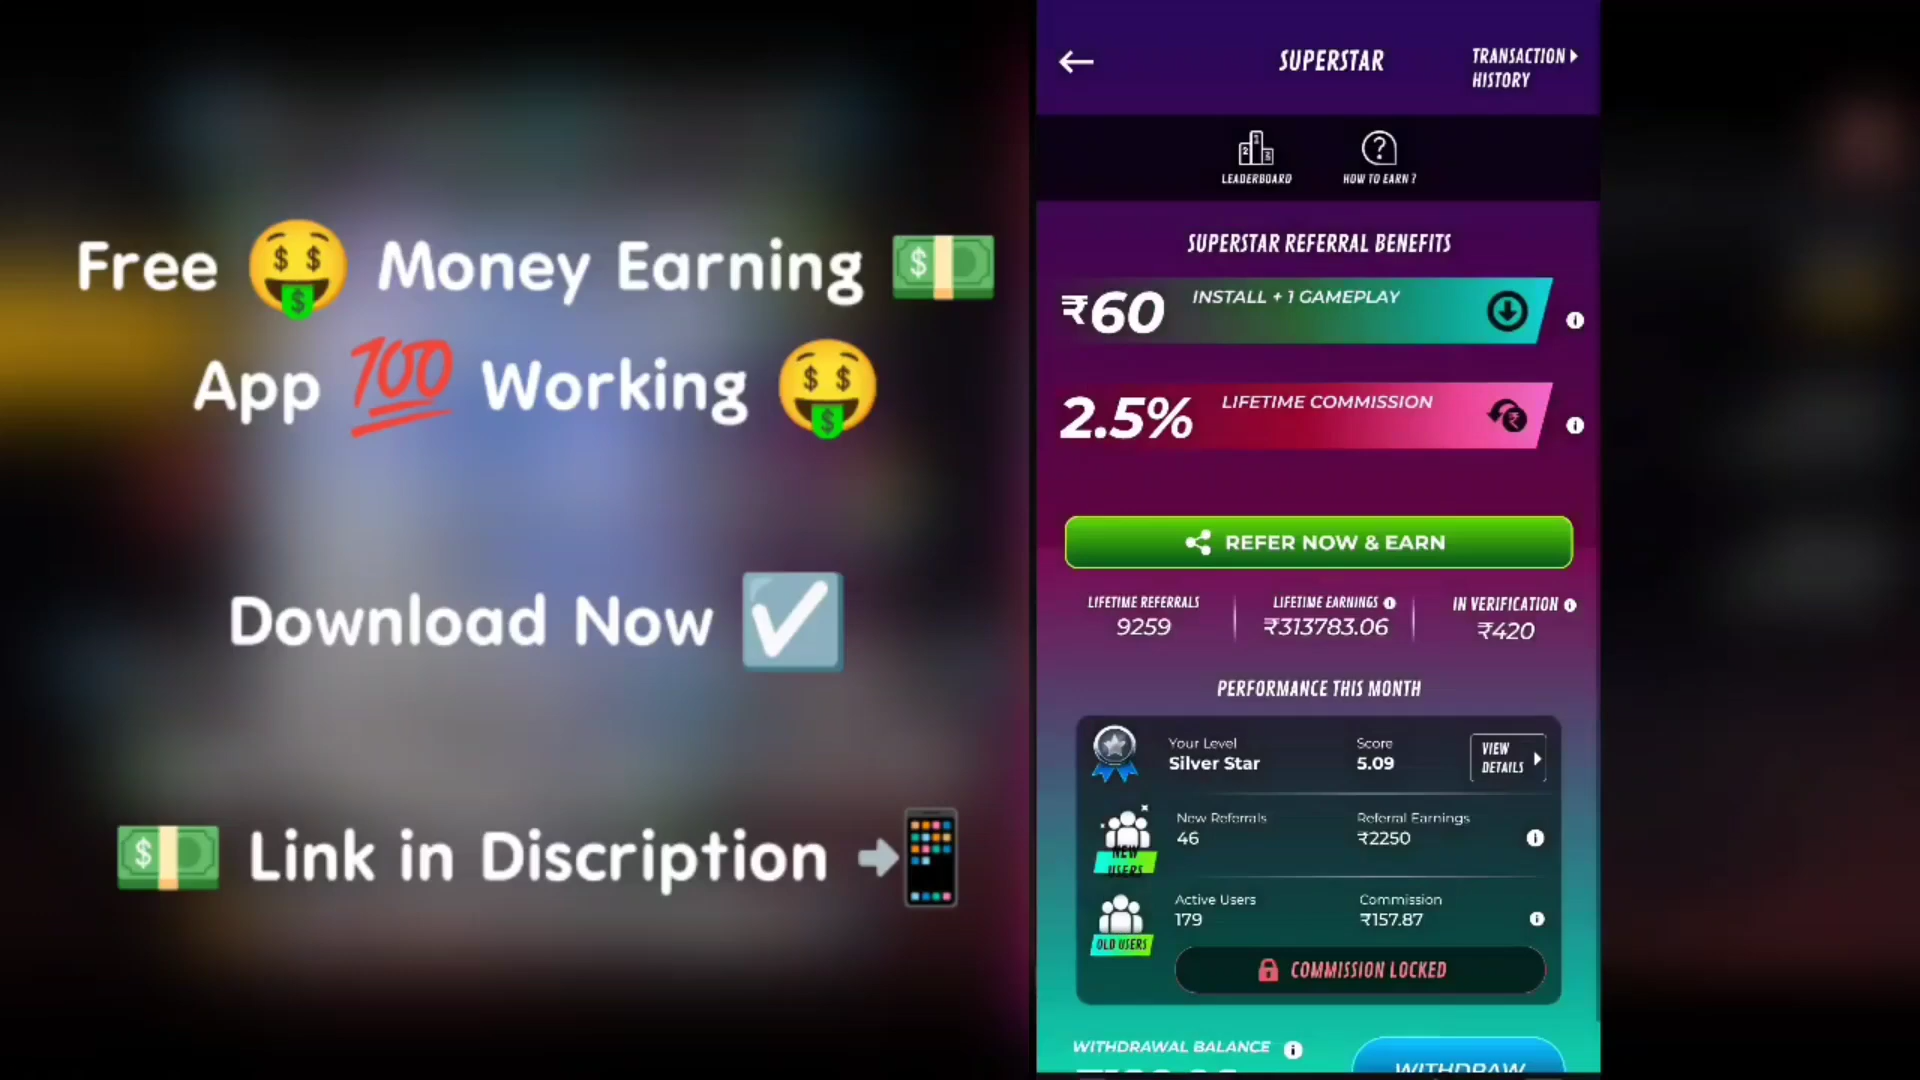 Free 🤑 Money Earning 💵
App 💯 Working 🤑
Download Now ☑️
💵 Link in Discription 📲
SUPERSTAR
TRANSACTION
HISTORY
LEADERBOARD
HOW TO EARN ?
SUPERSTAR REFERRAL BENEFITS
₹60 INSTALL + 1 GAMEPLAY
2.5% LIFETIME COMMISSION
REFER NOW & EARN
LIFETIME REFERRALS
9259
LIFETIME EARNINGS
₹313783.06
IN VERIFICATION
₹420
PERFORMANCE THIS MONTH
Your Level
Silver Star
Score
5.09
VIEW
DETAILS
NEW
USERS
New Referrals
46
Referral Earnings
₹2250
OLD USERS
Active Users
179
Commission
₹157.87
COMMISSION LOCKED
WITHDRAWAL BALANCE
WITHDRAW